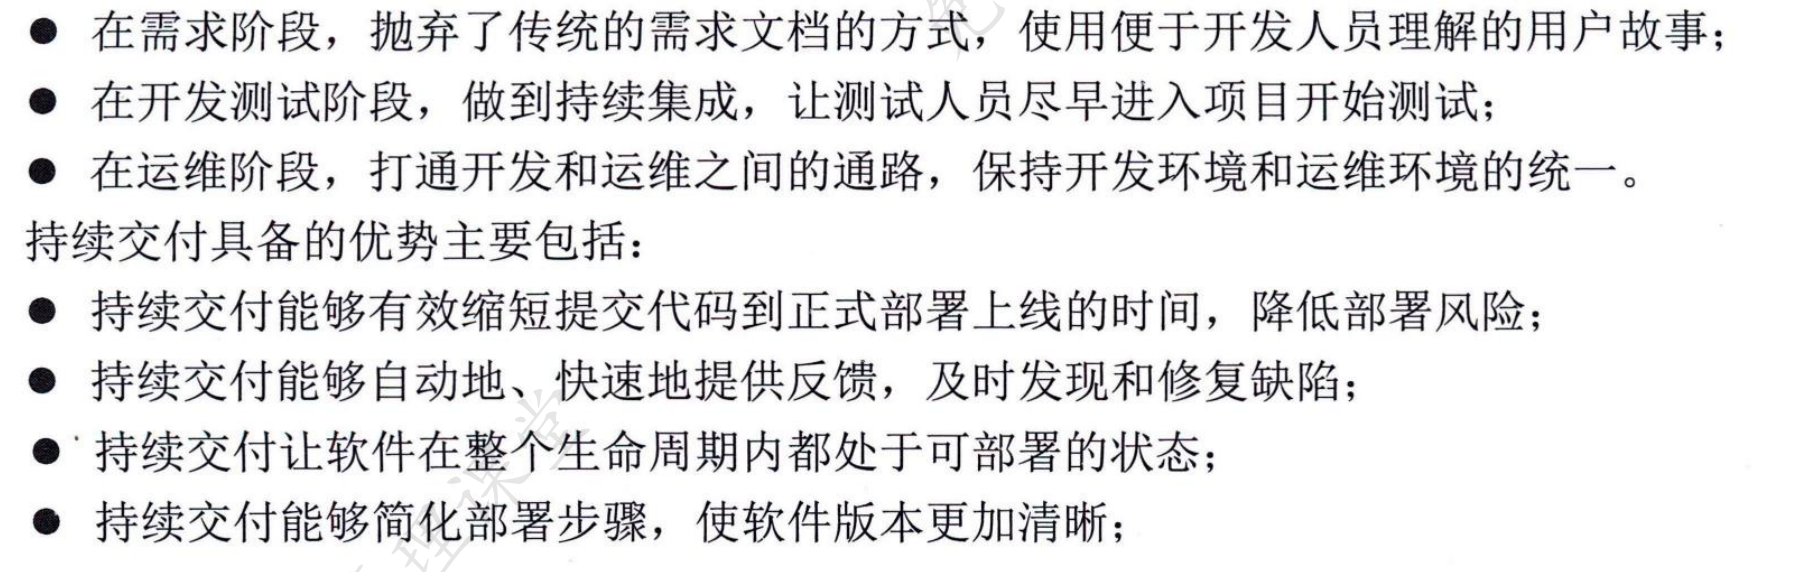 ● 在需求阶段，抛弃了传统的需求文档的方式，使用便于开发人员理解的用户故事；
● 在开发测试阶段，做到持续集成，让测试人员尽早进入项目开始测试；
● 在运维阶段，打通开发和运维之间的通路，保持开发环境和运维环境的统一。
持续交付具备的优势主要包括：
● 持续交付能够有效缩短提交代码到正式部署上线的时间，降低部署风险；
● 持续交付能够自动地、快速地提供反馈，及时发现和修复缺陷；
● 持续交付让软件在整个生命周期内都处于可部署的状态；
● 持续交付能够简化部署步骤，使软件版本更加清晰；
理课堂